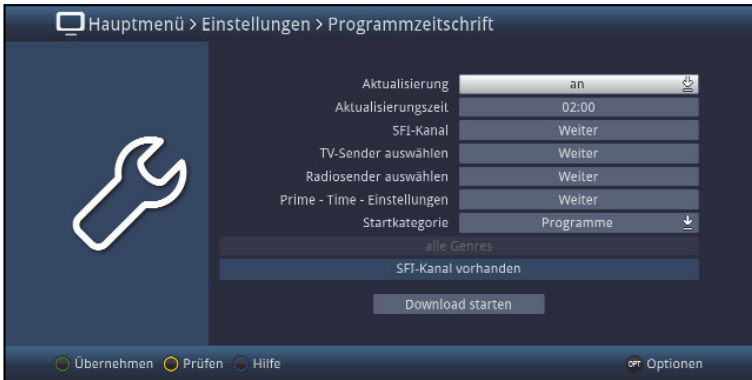 Hauptmenü > Einstellungen > Programmzeitschrift
Aktualisierung an
Aktualisierungszeit 02:00
SFI-Kanal Weiter
TV-Sender auswählen Weiter
Radiosender auswählen Weiter
Prime - Time - Einstellungen Weiter
Startkategorie Programme
alle Genres
SFI-Kanal vorhanden
Download starten
Übernehmen Prüfen Hilfe OPT Optionen